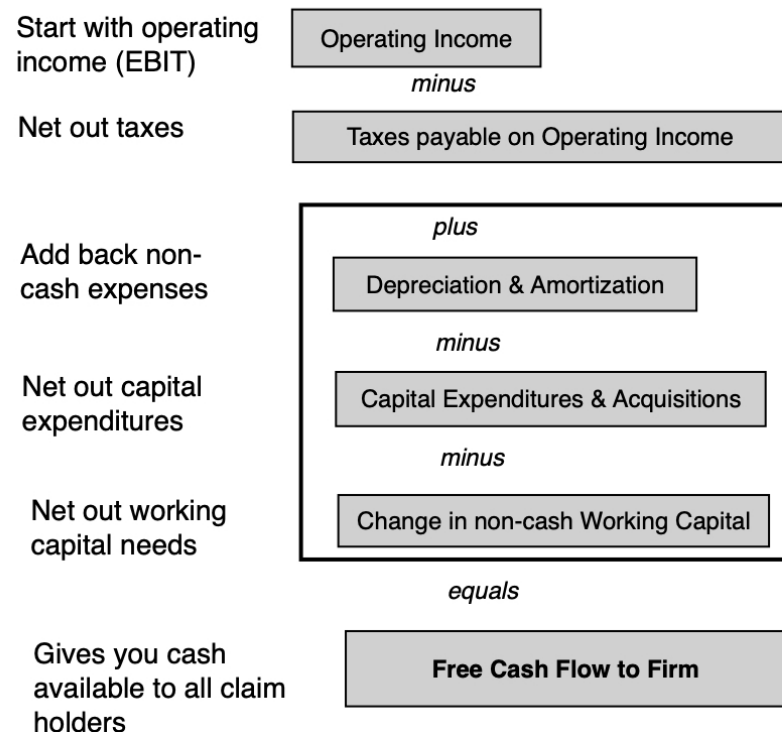 Start with operating
income (EBIT)
Operating Income
minus
Net out taxes
Taxes payable on Operating Income
plus
Add back non-
cash expenses
Depreciation & Amortization
minus
Net out capital
expenditures
Capital Expenditures & Acquisitions
minus
Net out working
capital needs
Change in non-cash Working Capital
equals
Gives you cash
available to all claim
holders
Free Cash Flow to Firm